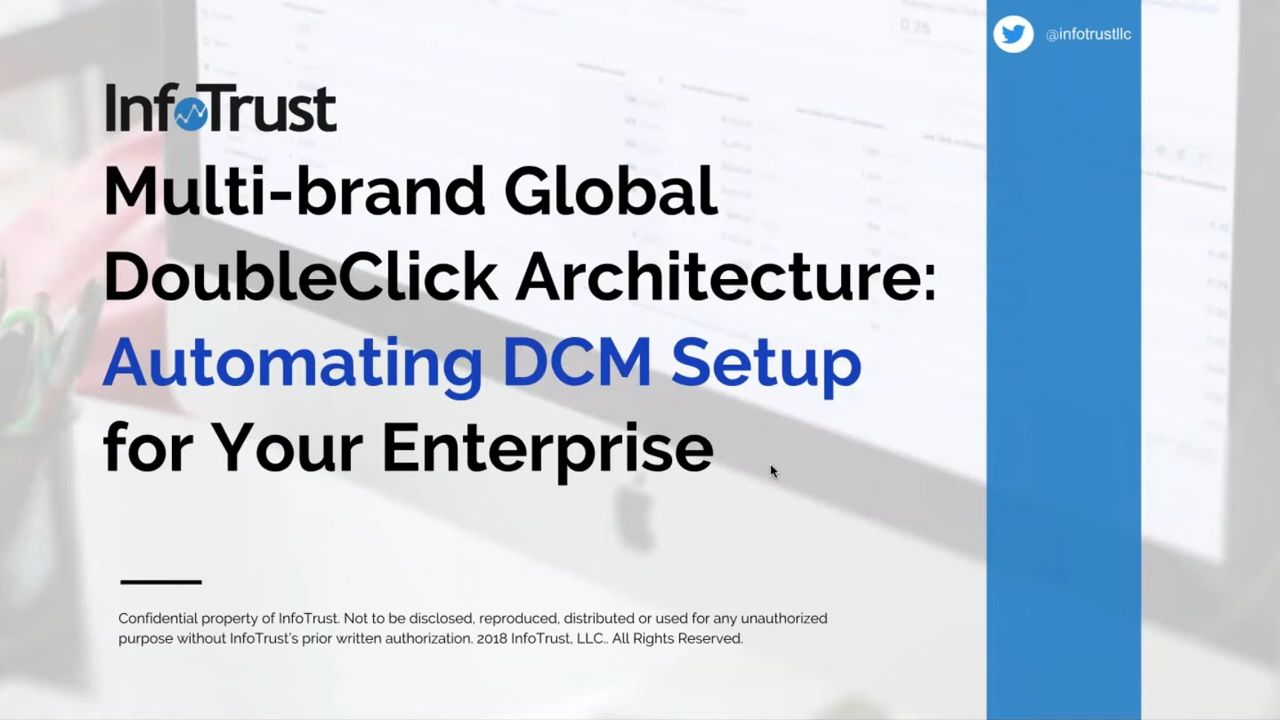 @infotrustllc
InfoTrust
Multi-brand Global
DoubleClick Architecture:
Automating DCM Setup
for Your Enterprise
Confidential property of InfoTrust. Not to be disclosed, reproduced, distributed or used for any unauthorized
purpose without InfoTrust's prior written authorization. 2018 InfoTrust, LLC.. All Rights Reserved.